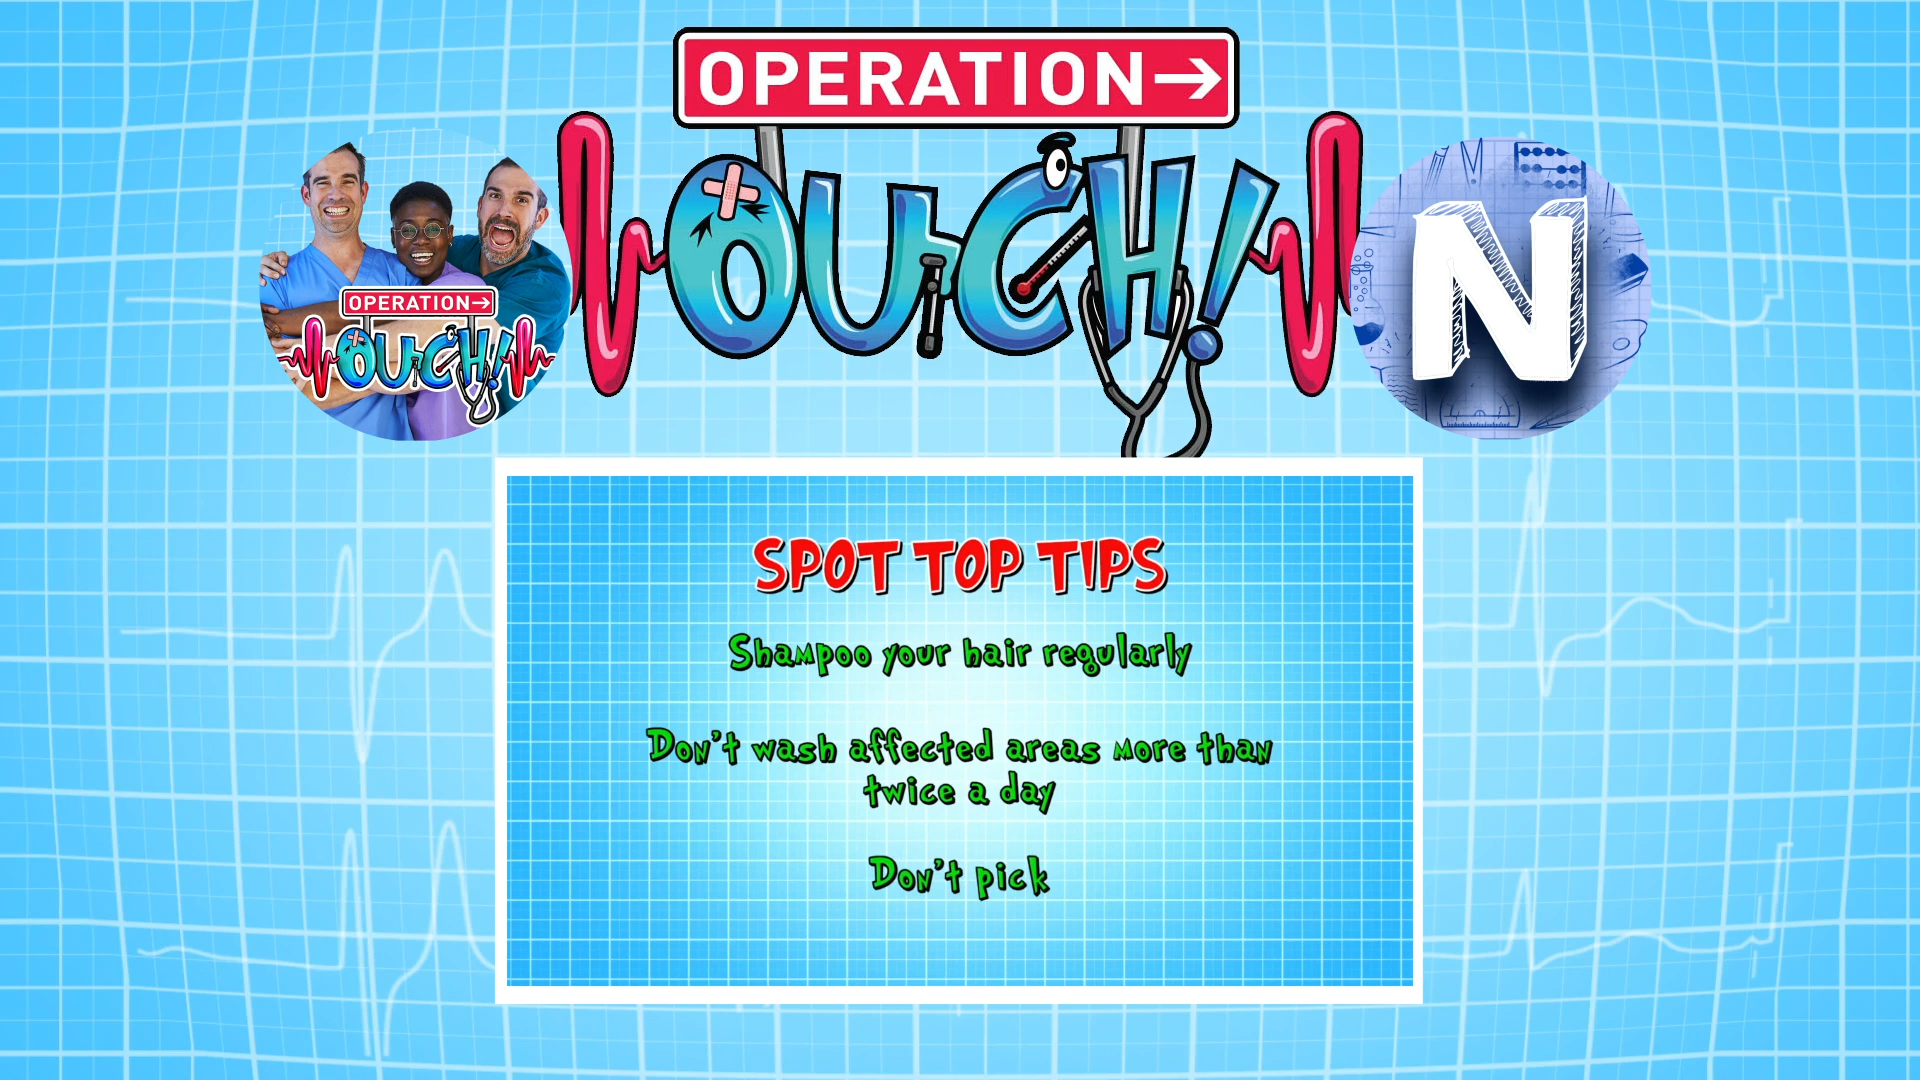 OPERATION→
OUCH!
OPERATION→
OUCH!
N
SPOT TOP TIPS
Shampoo your hair regularly
Don't wash affected areas more than
twice a day
Don't pick